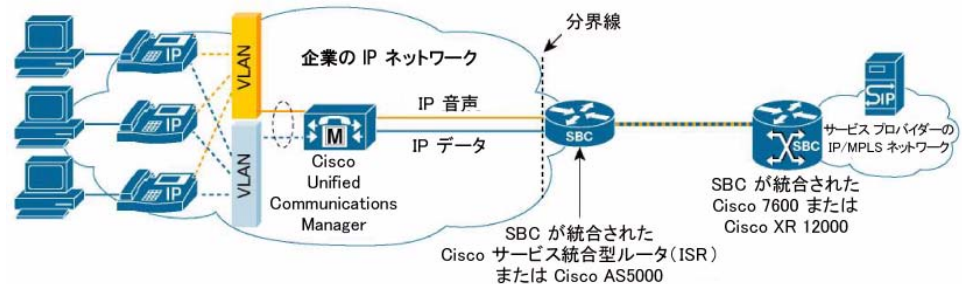 分界線
企業の IP ネットワーク
IP
IP
IP
VLAN
VLAN
IP 音声
IP データ
M
Cisco
Unified
Communications
Manager
SBC
SBC が統合された
Cisco サービス統合型ルータ(ISR)
または Cisco AS5000
SBC
SBC が統合された
Cisco 7600 または
Cisco XR 12000
SIP
サービス プロバイダーの
IP/MPLS ネットワーク